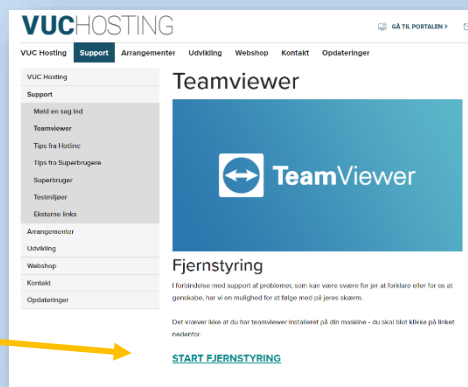 VUCHOSTING
GÅ TIL PORTALEN >
VUC Hosting Support Arrangementer Udvikling Webshop Kontakt Opdateringer
VUC Hosting
Support
Meld en sag ind
Teamviewer
Tips fra Hotline
Tips fra Superbrugere
Superbruger
Testmiljøer
Eksterne links
Arrangementer
Udvikling
Webshop
Kontakt
Opdateringer
Teamviewer
TeamViewer
Fjernstyring
I forbindelse med support af problemer, som kan være svære for jer at forklare eller for os at
genskabe, har vi en mulighed for at følge med på jeres skærm.
Det kræver ikke at du har teamviewer installeret på din maskine - du skal blot klikke på linket
nedenfor.
START FJERNSTYRING